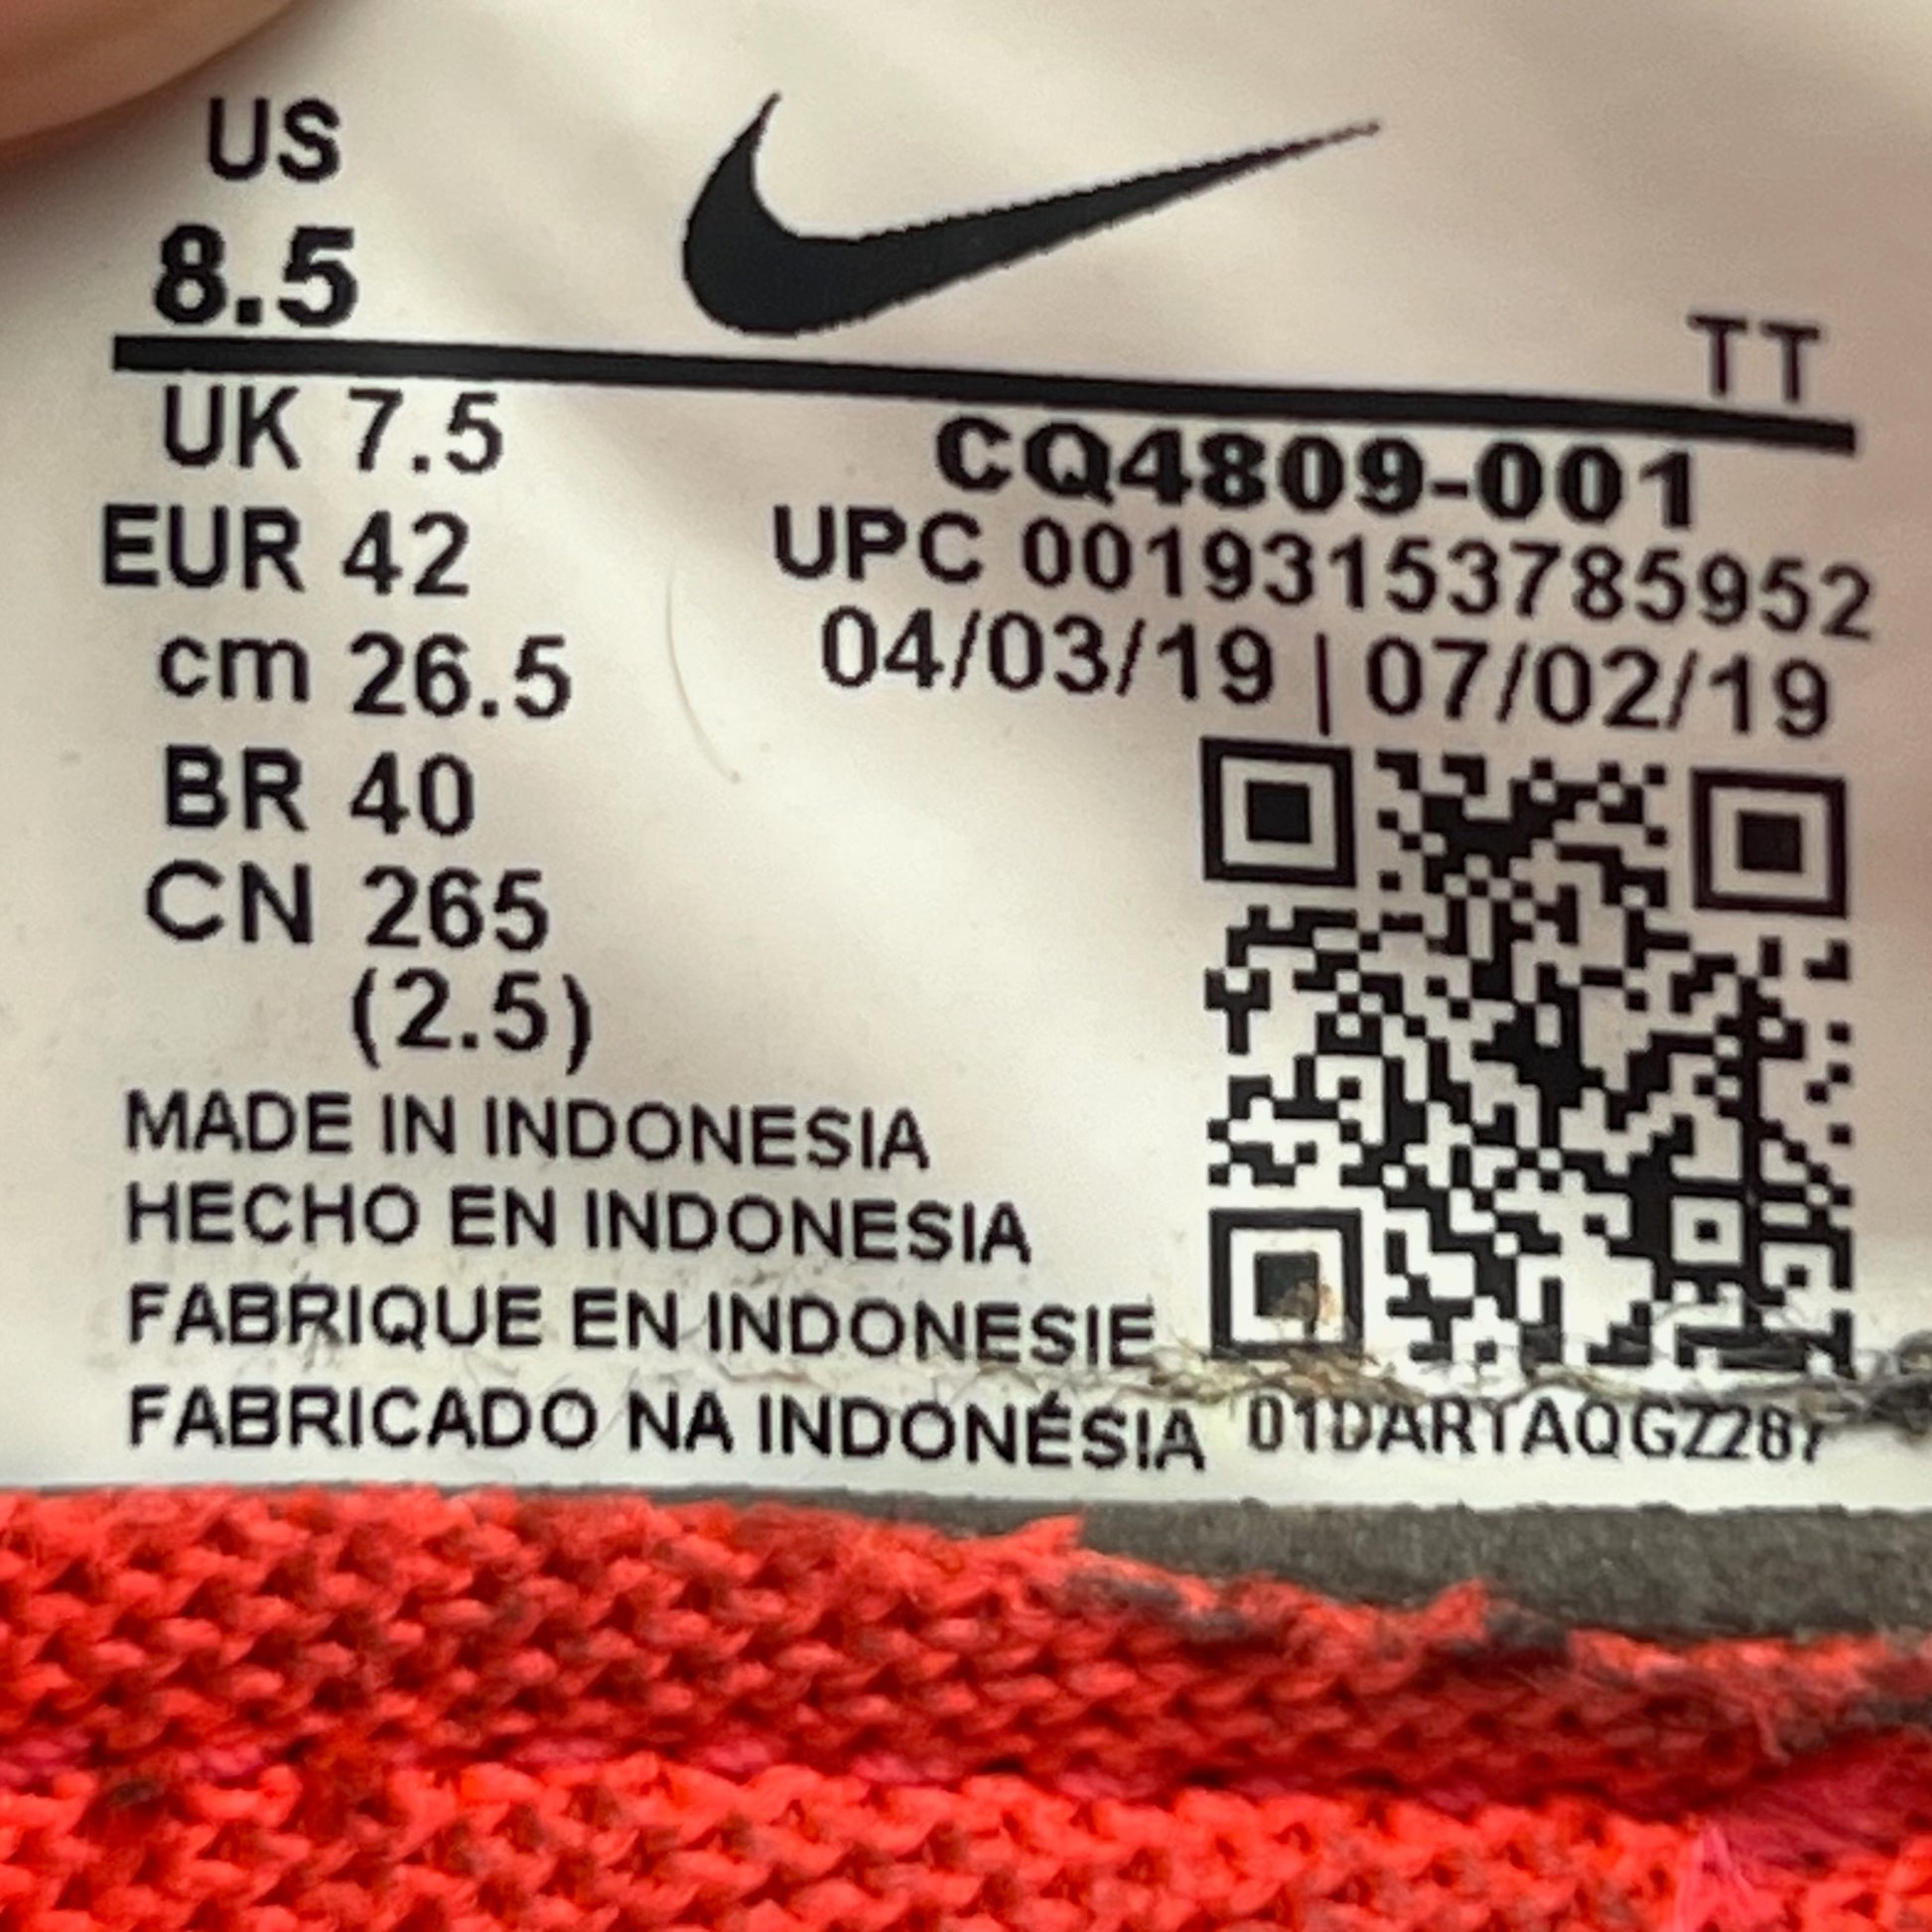 US
8.5
TT
UK 7.5
EUR 42
cm 26.5
BR 40
CN 265
(2.5)
CQ4809-001
UPC 00193153785952
04/03/19 | 07/02/19
MADE IN INDONESIA
HECHO EN INDONESIA
FABRIQUE EN INDONESIE
FABRICADO NA INDONÉSIA